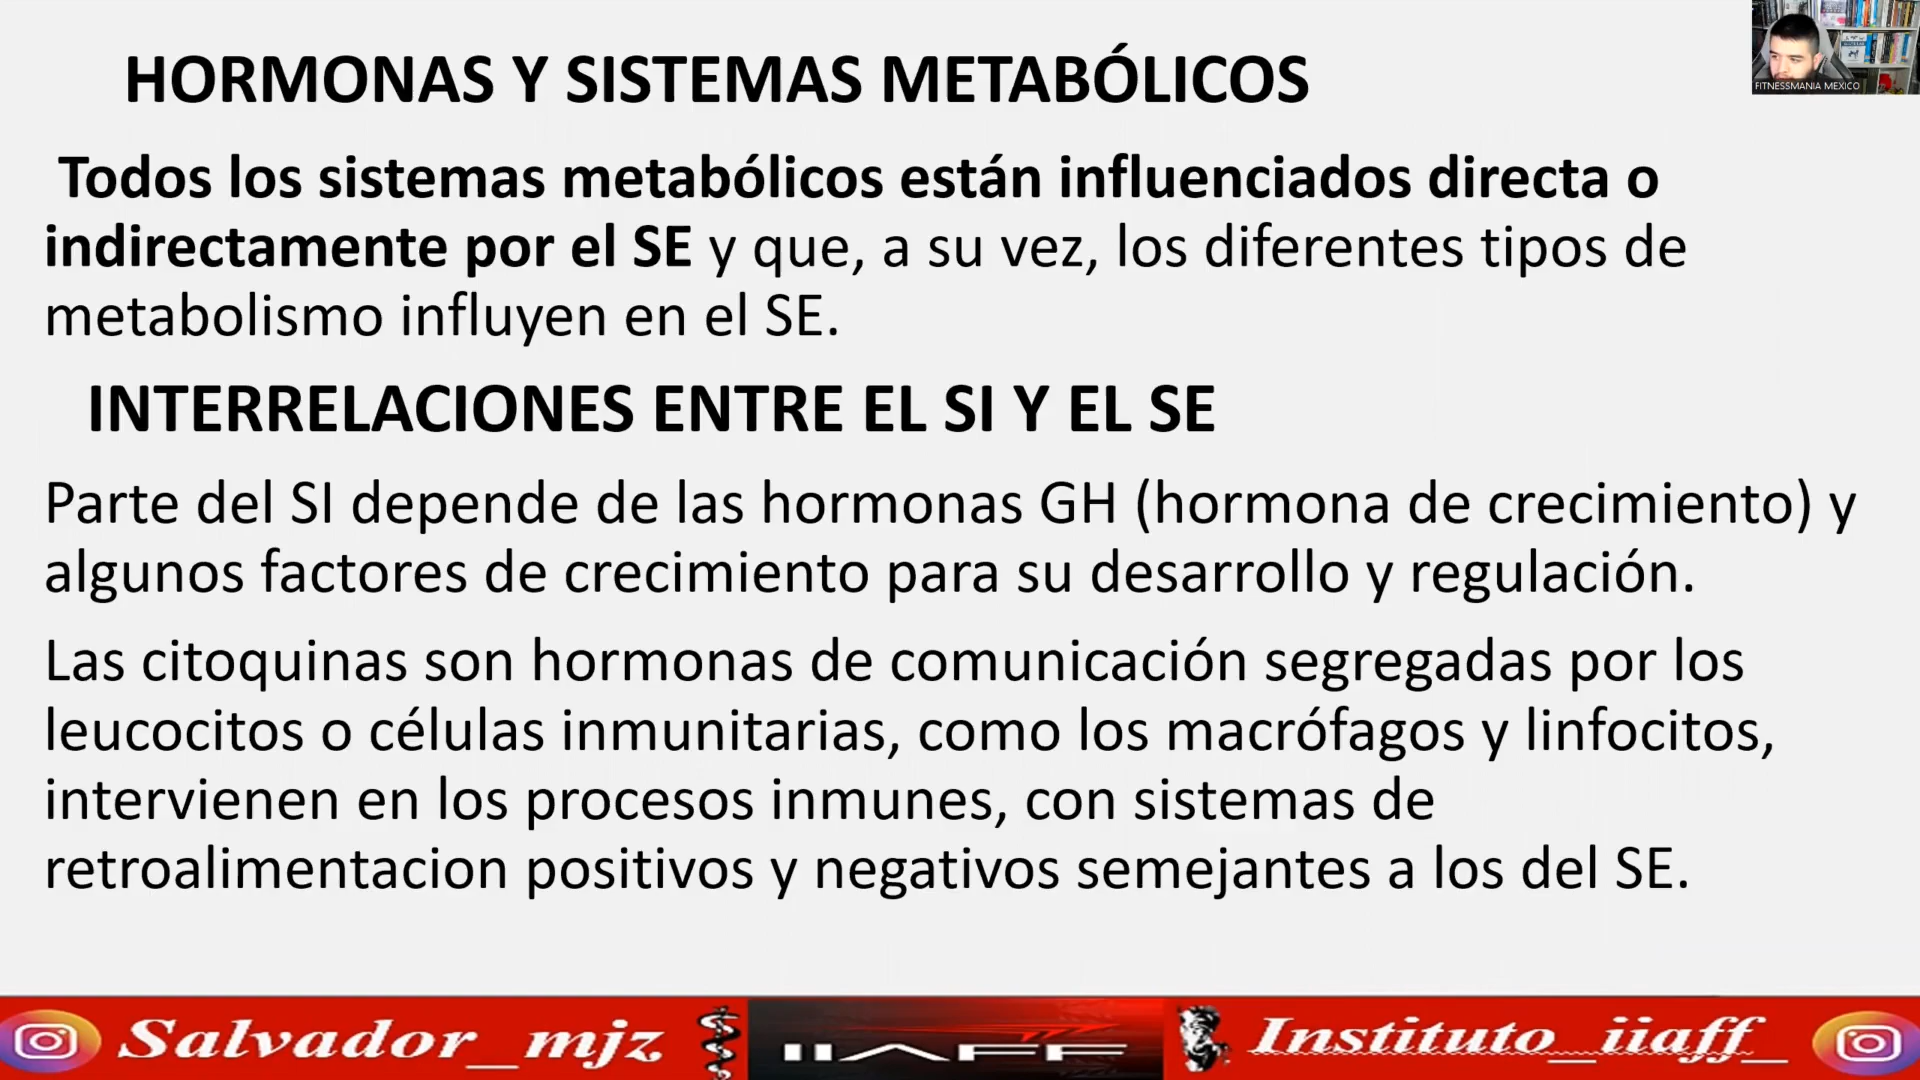 HORMONAS Y SISTEMAS METABÓLICOS
FITNESSMANIA MEXICO
Todos los sistemas metabólicos están influenciados directa o
indirectamente por el SE y que, a su vez, los diferentes tipos de
metabolismo influyen en el SE.
INTERRELACIONES ENTRE EL SI Y EL SE
Parte del SI depende de las hormonas GH (hormona de crecimiento) y
algunos factores de crecimiento para su desarrollo y regulación.
Las citoquinas son hormonas de comunicación segregadas por los
leucocitos o células inmunitarias, como los macrófagos y linfocitos,
intervienen en los procesos inmunes, con sistemas de
retroalimentacion positivos y negativos semejantes a los del SE.
Salvador_mjz
IIAFF
Instituto_iiaff_